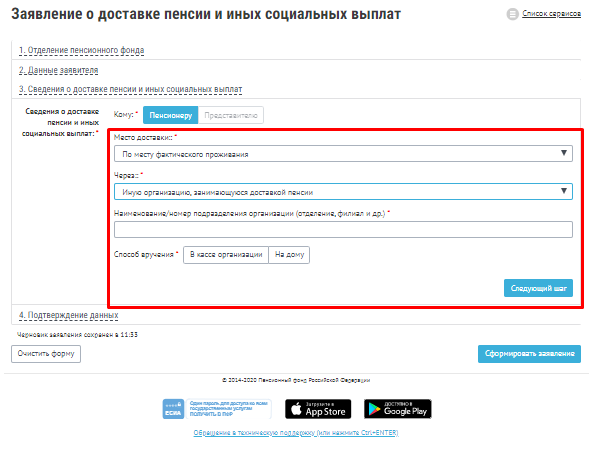 Заявление о доставке пенсии и иных социальных выплат
Список сервисов
1. Отделение пенсионного фонда
2. Данные заявителя
3. Сведения о доставке пенсии и иных социальных выплат
Сведения о доставке
пенсии и иных
социальных выплат: *
Кому: * Пенсионеру Представителю
Место доставки:: *
По месту фактического проживания
Через:: *
Иную организацию, занимающуюся доставкой пенсии
Наименование/номер подразделения организации (отделение, филиал и др.) *
Способ вручения * В кассе организации На дому
Следующий шаг
4. Подтверждение данных
Черновик заявления сохранен в 11:33
Очистить форму
Сформировать заявление
© 2014-2020 Пенсионный фонд Российской Федерации
ЕСИА
Один пароль для доступа ко всем
государственным услугам
ПОЛУЧИТЬ В ПФР
Загрузите в
App Store
ДОСТУПНО В
Google Play
Обращение в техническую поддержку (или нажмите Ctrl+ENTER)